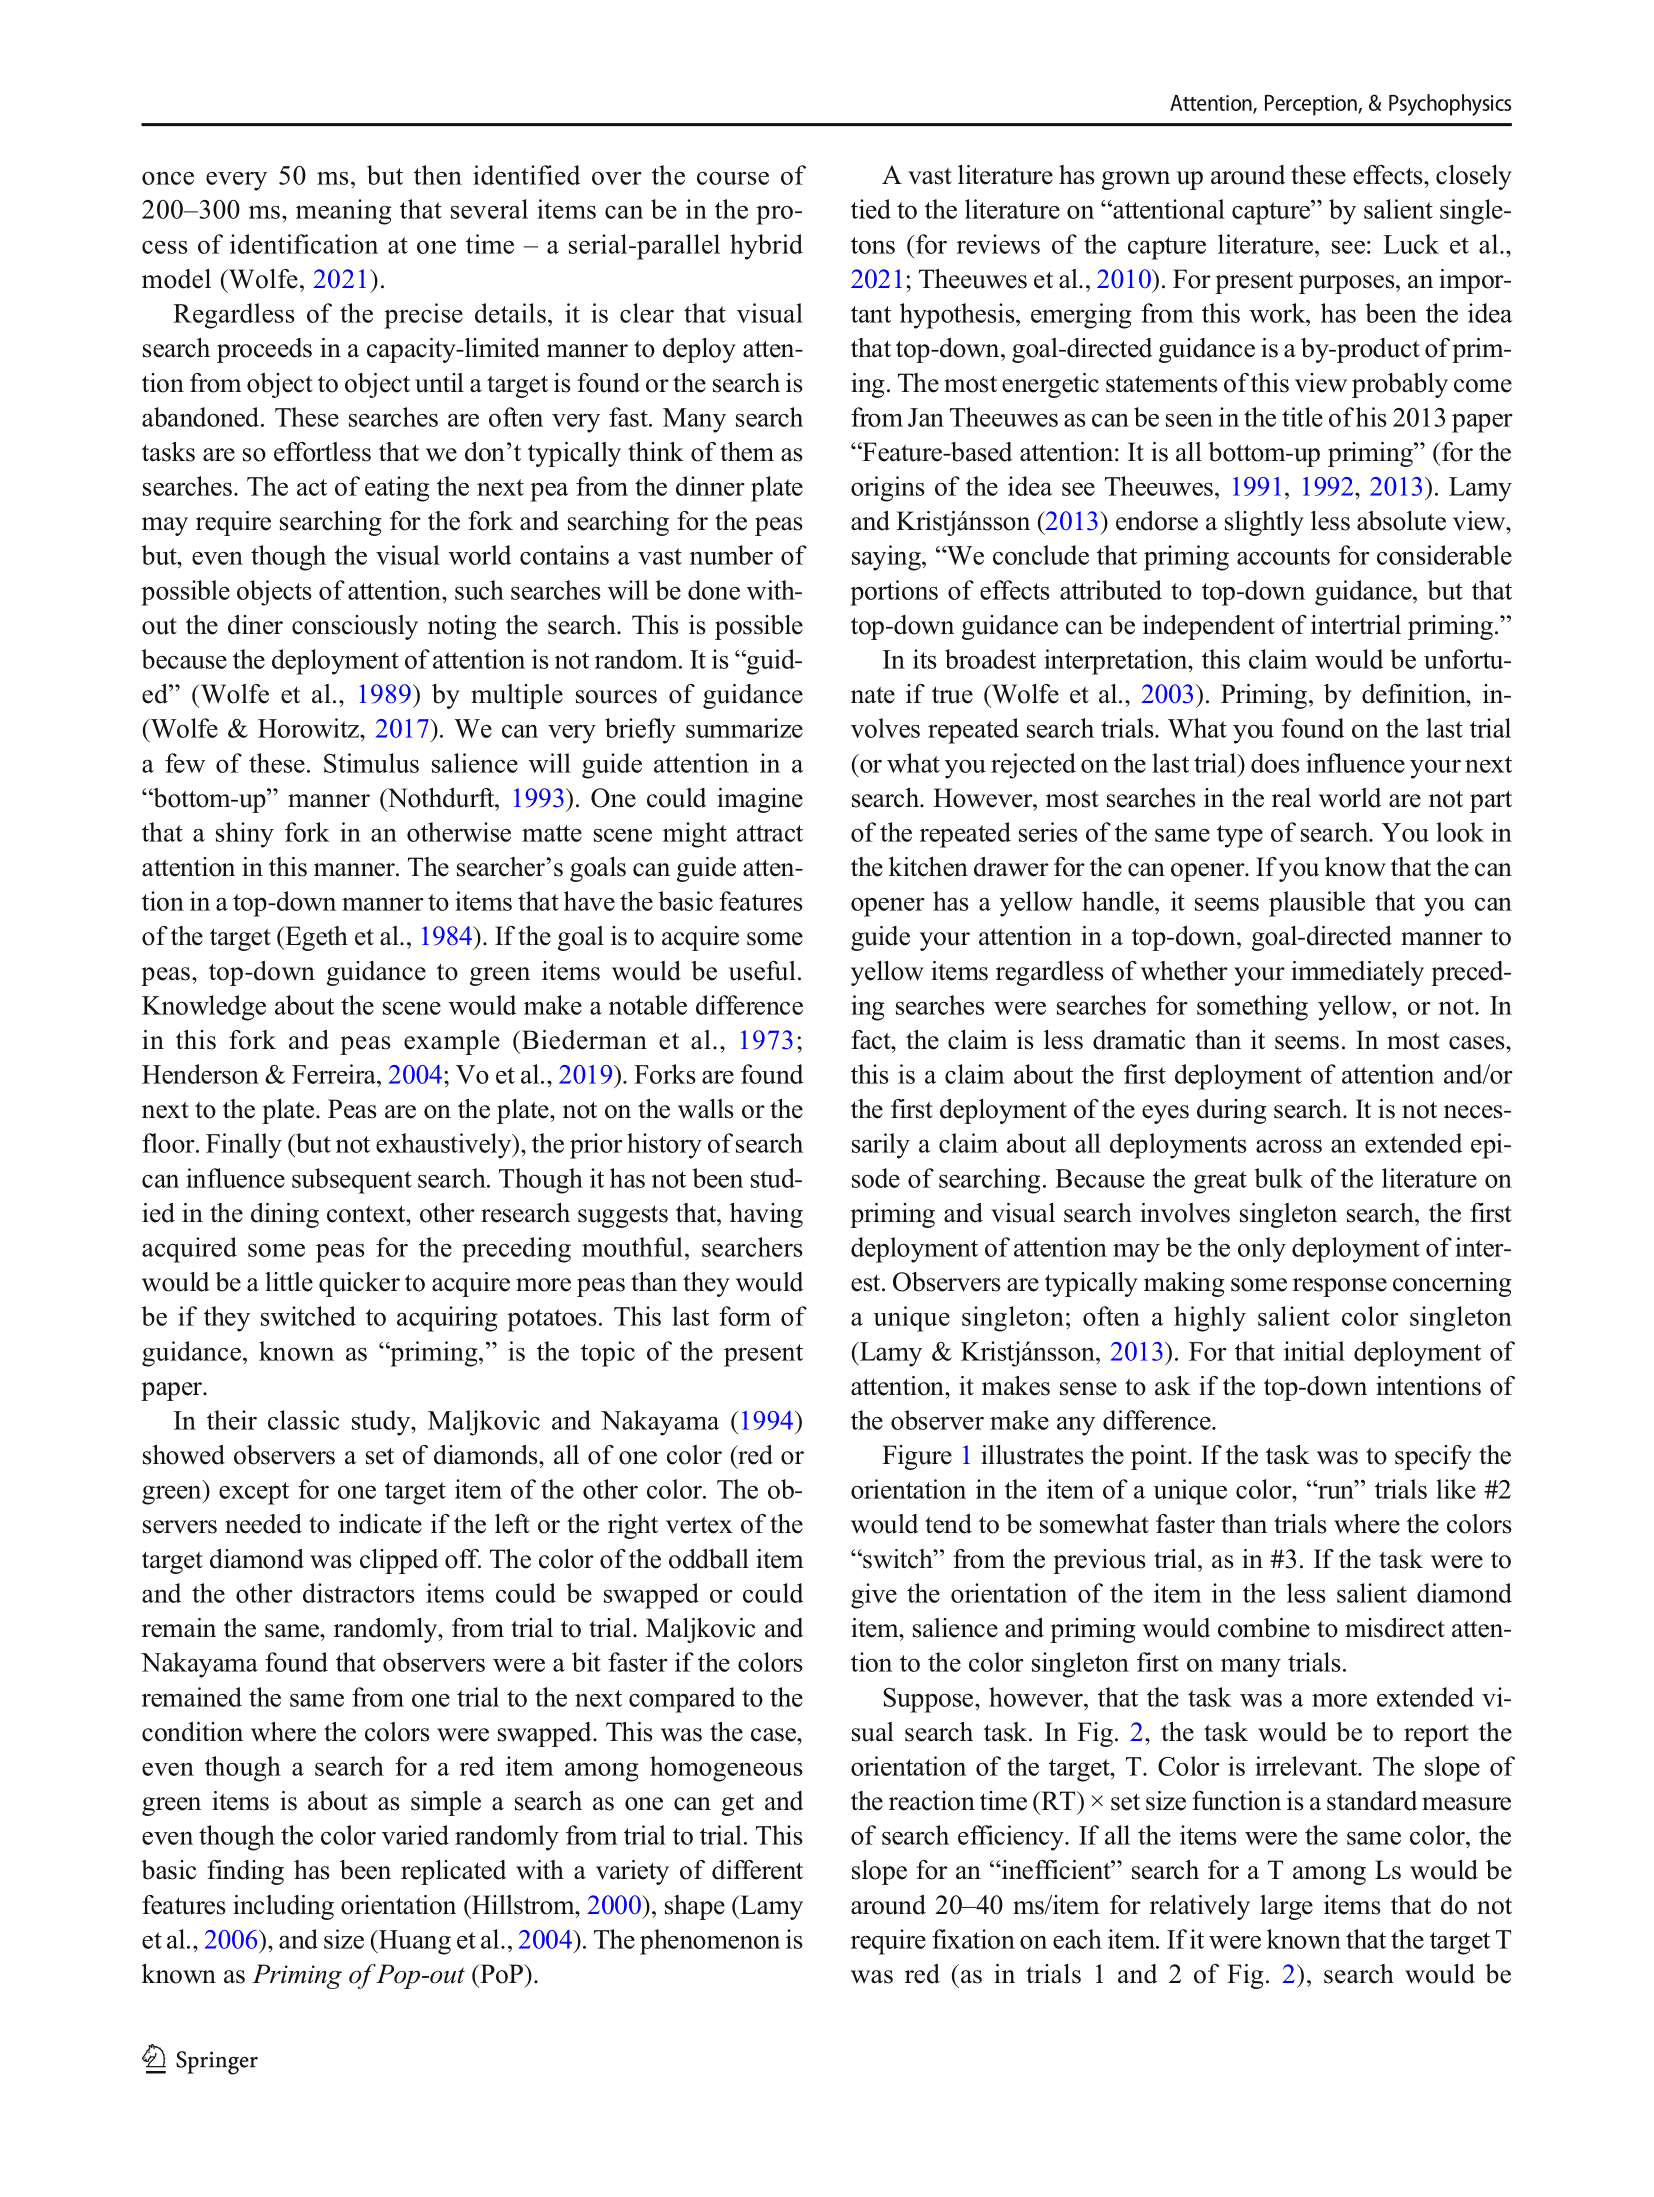 Attention, Perception, & Psychophysics
once every 50 ms, but then identified over the course of
200–300 ms, meaning that several items can be in the pro-
cess of identification at one time – a serial-parallel hybrid
model (Wolfe, 2021).
Regardless of the precise details, it is clear that visual
search proceeds in a capacity-limited manner to deploy atten-
tion from object to object until a target is found or the search is
abandoned. These searches are often very fast. Many search
tasks are so effortless that we don’t typically think of them as
searches. The act of eating the next pea from the dinner plate
may require searching for the fork and searching for the peas
but, even though the visual world contains a vast number of
possible objects of attention, such searches will be done with-
out the diner consciously noting the search. This is possible
because the deployment of attention is not random. It is “guid-
ed” (Wolfe et al., 1989) by multiple sources of guidance
(Wolfe & Horowitz, 2017). We can very briefly summarize
a few of these. Stimulus salience will guide attention in a
“bottom-up” manner (Nothdurft, 1993). One could imagine
that a shiny fork in an otherwise matte scene might attract
attention in this manner. The searcher’s goals can guide atten-
tion in a top-down manner to items that have the basic features
of the target (Egeth et al., 1984). If the goal is to acquire some
peas, top-down guidance to green items would be useful.
Knowledge about the scene would make a notable difference
in this fork and peas example (Biederman et al., 1973;
Henderson & Ferreira, 2004; Vo et al., 2019). Forks are found
next to the plate. Peas are on the plate, not on the walls or the
floor. Finally (but not exhaustively), the prior history of search
can influence subsequent search. Though it has not been stud-
ied in the dining context, other research suggests that, having
acquired some peas for the preceding mouthful, searchers
would be a little quicker to acquire more peas than they would
be if they switched to acquiring potatoes. This last form of
guidance, known as “priming,” is the topic of the present
paper.
In their classic study, Maljkovic and Nakayama (1994)
showed observers a set of diamonds, all of one color (red or
green) except for one target item of the other color. The ob-
servers needed to indicate if the left or the right vertex of the
target diamond was clipped off. The color of the oddball item
and the other distractors items could be swapped or could
remain the same, randomly, from trial to trial. Maljkovic and
Nakayama found that observers were a bit faster if the colors
remained the same from one trial to the next compared to the
condition where the colors were swapped. This was the case,
even though a search for a red item among homogeneous
green items is about as simple a search as one can get and
even though the color varied randomly from trial to trial. This
basic finding has been replicated with a variety of different
features including orientation (Hillstrom, 2000), shape (Lamy
et al., 2006), and size (Huang et al., 2004). The phenomenon is
known as Priming of Pop-out (PoP).
A vast literature has grown up around these effects, closely
tied to the literature on “attentional capture” by salient single-
tons (for reviews of the capture literature, see: Luck et al.,
2021; Theeuwes et al., 2010). For present purposes, an impor-
tant hypothesis, emerging from this work, has been the idea
that top-down, goal-directed guidance is a by-product of prim-
ing. The most energetic statements of this view probably come
from Jan Theeuwes as can be seen in the title of his 2013 paper
“Feature-based attention: It is all bottom-up priming” (for the
origins of the idea see Theeuwes, 1991, 1992, 2013). Lamy
and Kristjánsson (2013) endorse a slightly less absolute view,
saying, “We conclude that priming accounts for considerable
portions of effects attributed to top-down guidance, but that
top-down guidance can be independent of intertrial priming.”
In its broadest interpretation, this claim would be unfortu-
nate if true (Wolfe et al., 2003). Priming, by definition, in-
volves repeated search trials. What you found on the last trial
(or what you rejected on the last trial) does influence your next
search. However, most searches in the real world are not part
of the repeated series of the same type of search. You look in
the kitchen drawer for the can opener. If you know that the can
opener has a yellow handle, it seems plausible that you can
guide your attention in a top-down, goal-directed manner to
yellow items regardless of whether your immediately preced-
ing searches were searches for something yellow, or not. In
fact, the claim is less dramatic than it seems. In most cases,
this is a claim about the first deployment of attention and/or
the first deployment of the eyes during search. It is not neces-
sarily a claim about all deployments across an extended epi-
sode of searching. Because the great bulk of the literature on
priming and visual search involves singleton search, the first
deployment of attention may be the only deployment of inter-
est. Observers are typically making some response concerning
a unique singleton; often a highly salient color singleton
(Lamy & Kristjánsson, 2013). For that initial deployment of
attention, it makes sense to ask if the top-down intentions of
the observer make any difference.
Figure 1 illustrates the point. If the task was to specify the
orientation in the item of a unique color, “run” trials like #2
would tend to be somewhat faster than trials where the colors
“switch” from the previous trial, as in #3. If the task were to
give the orientation of the item in the less salient diamond
item, salience and priming would combine to misdirect atten-
tion to the color singleton first on many trials.
Suppose, however, that the task was a more extended vi-
sual search task. In Fig. 2, the task would be to report the
orientation of the target, T. Color is irrelevant. The slope of
the reaction time (RT) × set size function is a standard measure
of search efficiency. If all the items were the same color, the
slope for an “inefficient” search for a T among Ls would be
around 20–40 ms/item for relatively large items that do not
require fixation on each item. If it were known that the target T
was red (as in trials 1 and 2 of Fig. 2), search would be
Springer